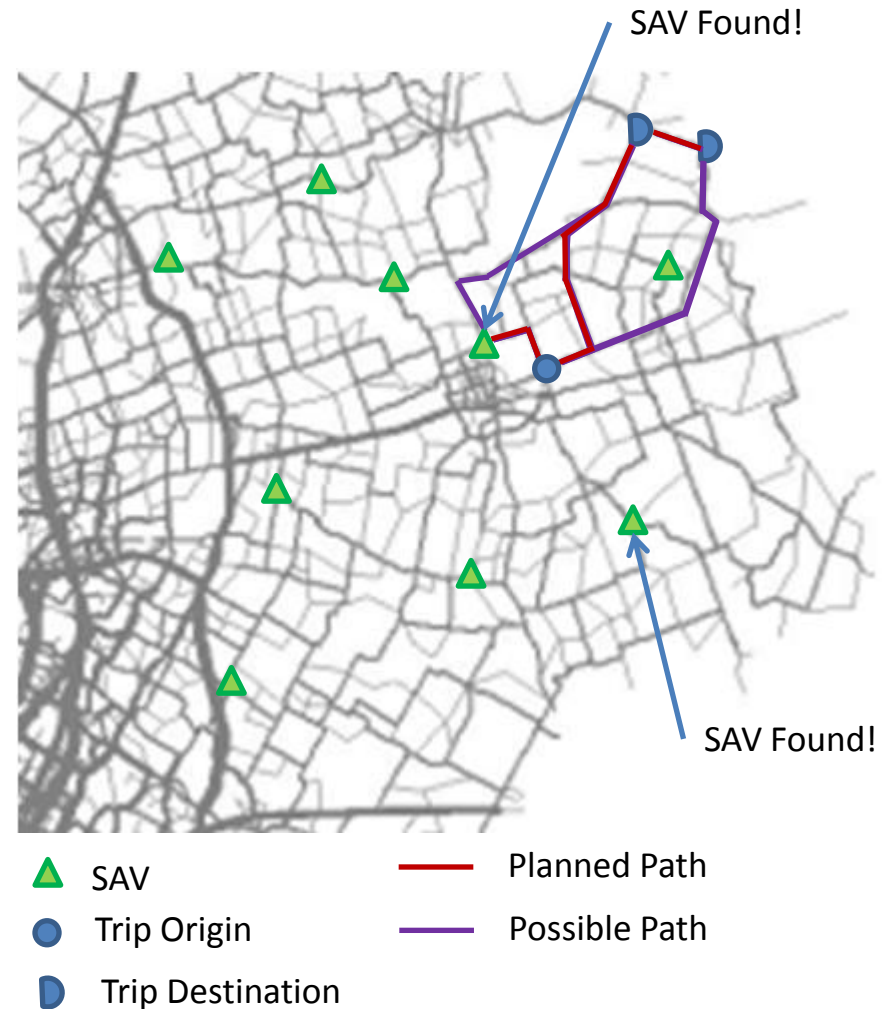 SAV Found!
SAV Found!
SAV
Planned Path
Trip Origin
Possible Path
Trip Destination